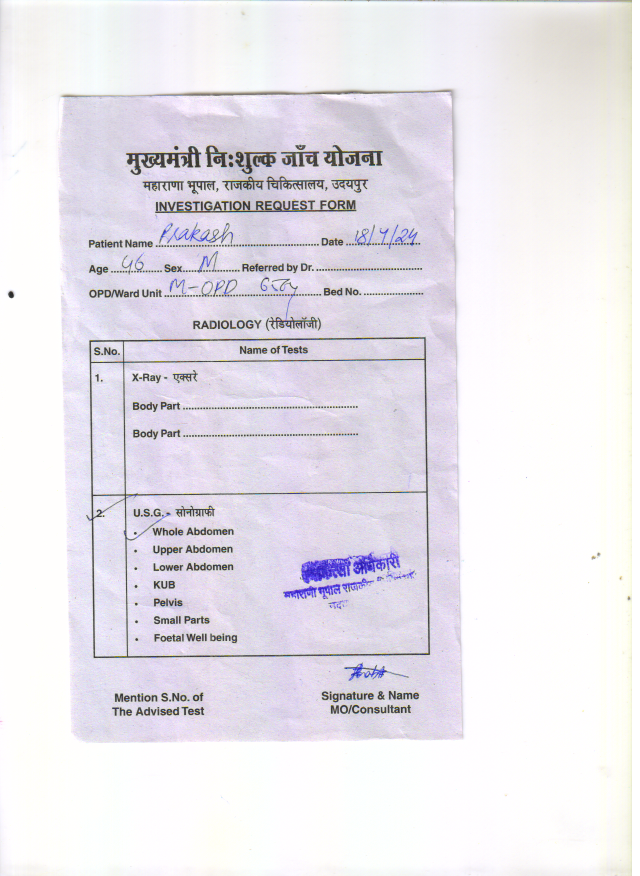 मुख्यमंत्री निःशुल्क जाँच योजना
महाराणा भूपाल, राजकीय चिकित्सालय, उदयपुर
INVESTIGATION REQUEST FORM
Patient Name Prakash Date 18/7/24
Age 46 Sex M Referred by Dr.
OPD/Ward Unit M-OPD Bed No.
RADIOLOGY (रेडियोलॉजी)
S.No. Name of Tests
1. X-Ray - एक्सरे
Body Part
Body Part
2. U.S.G. - सोनोग्राफी
• Whole Abdomen
• Upper Abdomen
• Lower Abdomen
• KUB
• Pelvis
• Small Parts
• Foetal Well being
चिकित्सा अधिकारी
महाराणा भूपाल राजकीय
Mention S.No. of
The Advised Test
Signature & Name
MO/Consultant